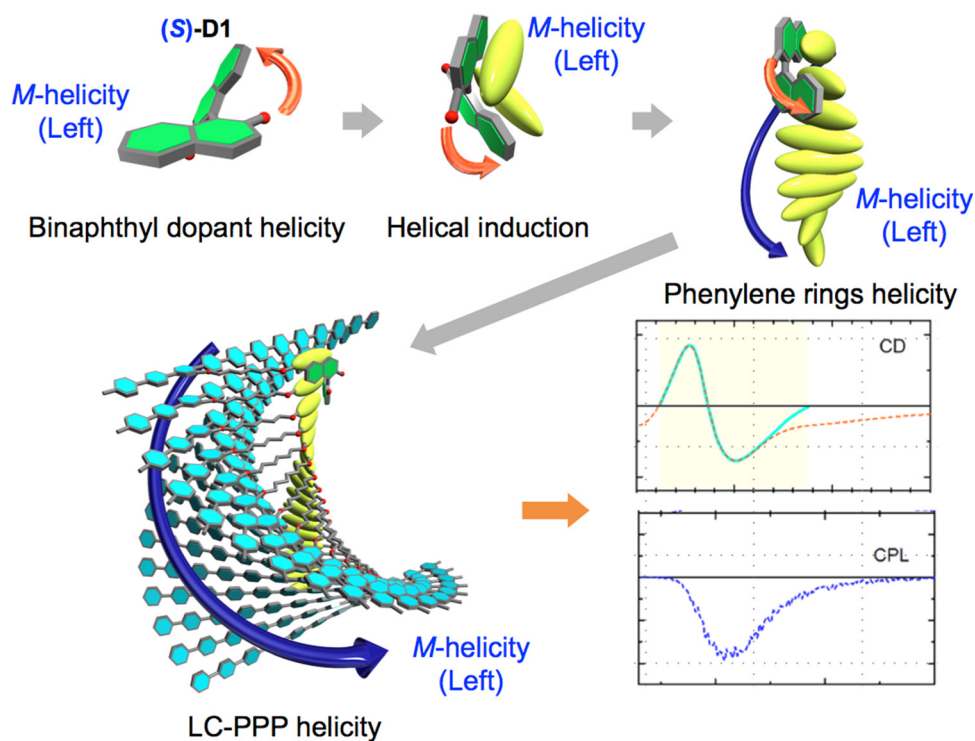 (S)-D1
M-helicity
(Left)
Binaphthyl dopant helicity
M-helicity
(Left)
Helical induction
M-helicity
(Left)
Phenylene rings helicity
M-helicity
(Left)
LC-PPP helicity
CD
CPL